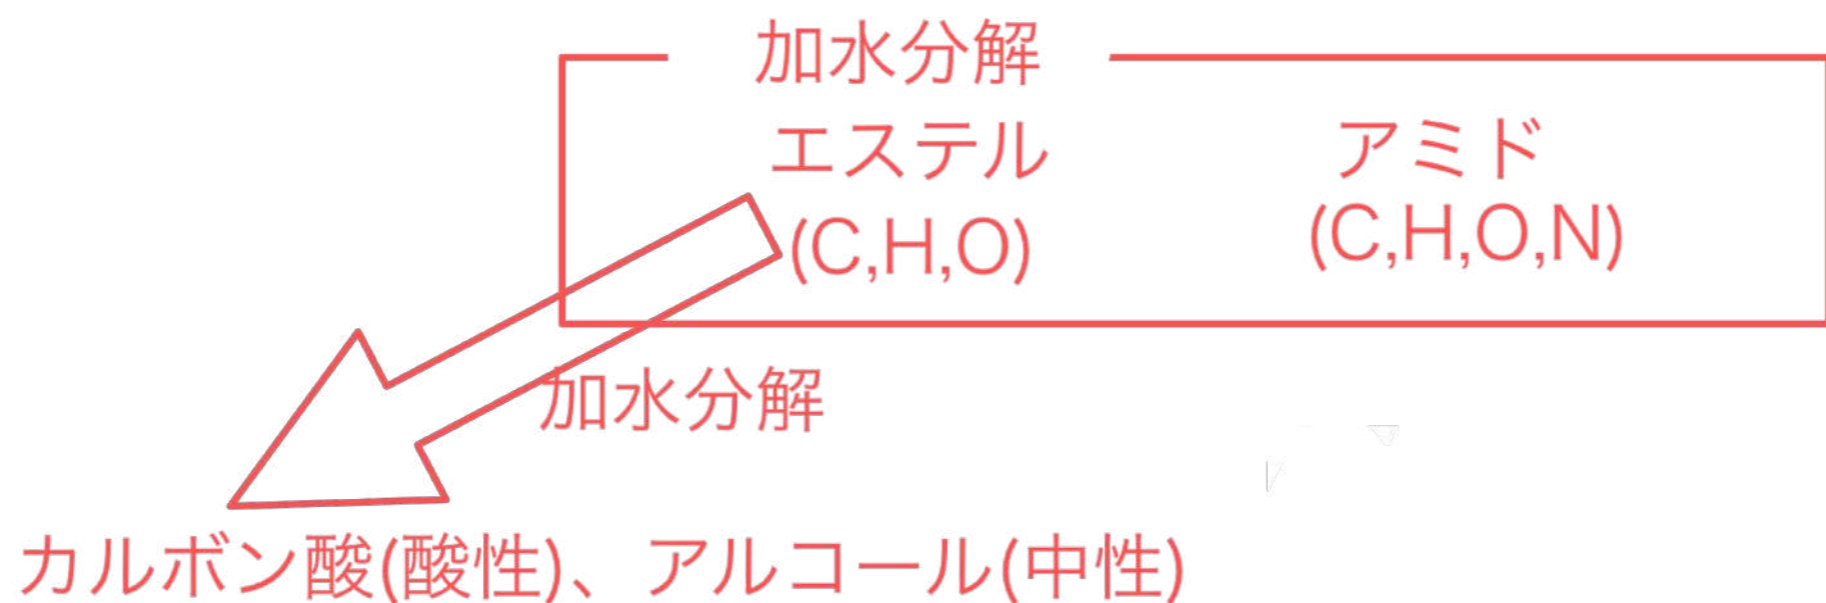 加水分解
エステル
アミド
(C,H,O)
(C,H,O,N)
加水分解
カルボン酸(酸性)、アルコール(中性)